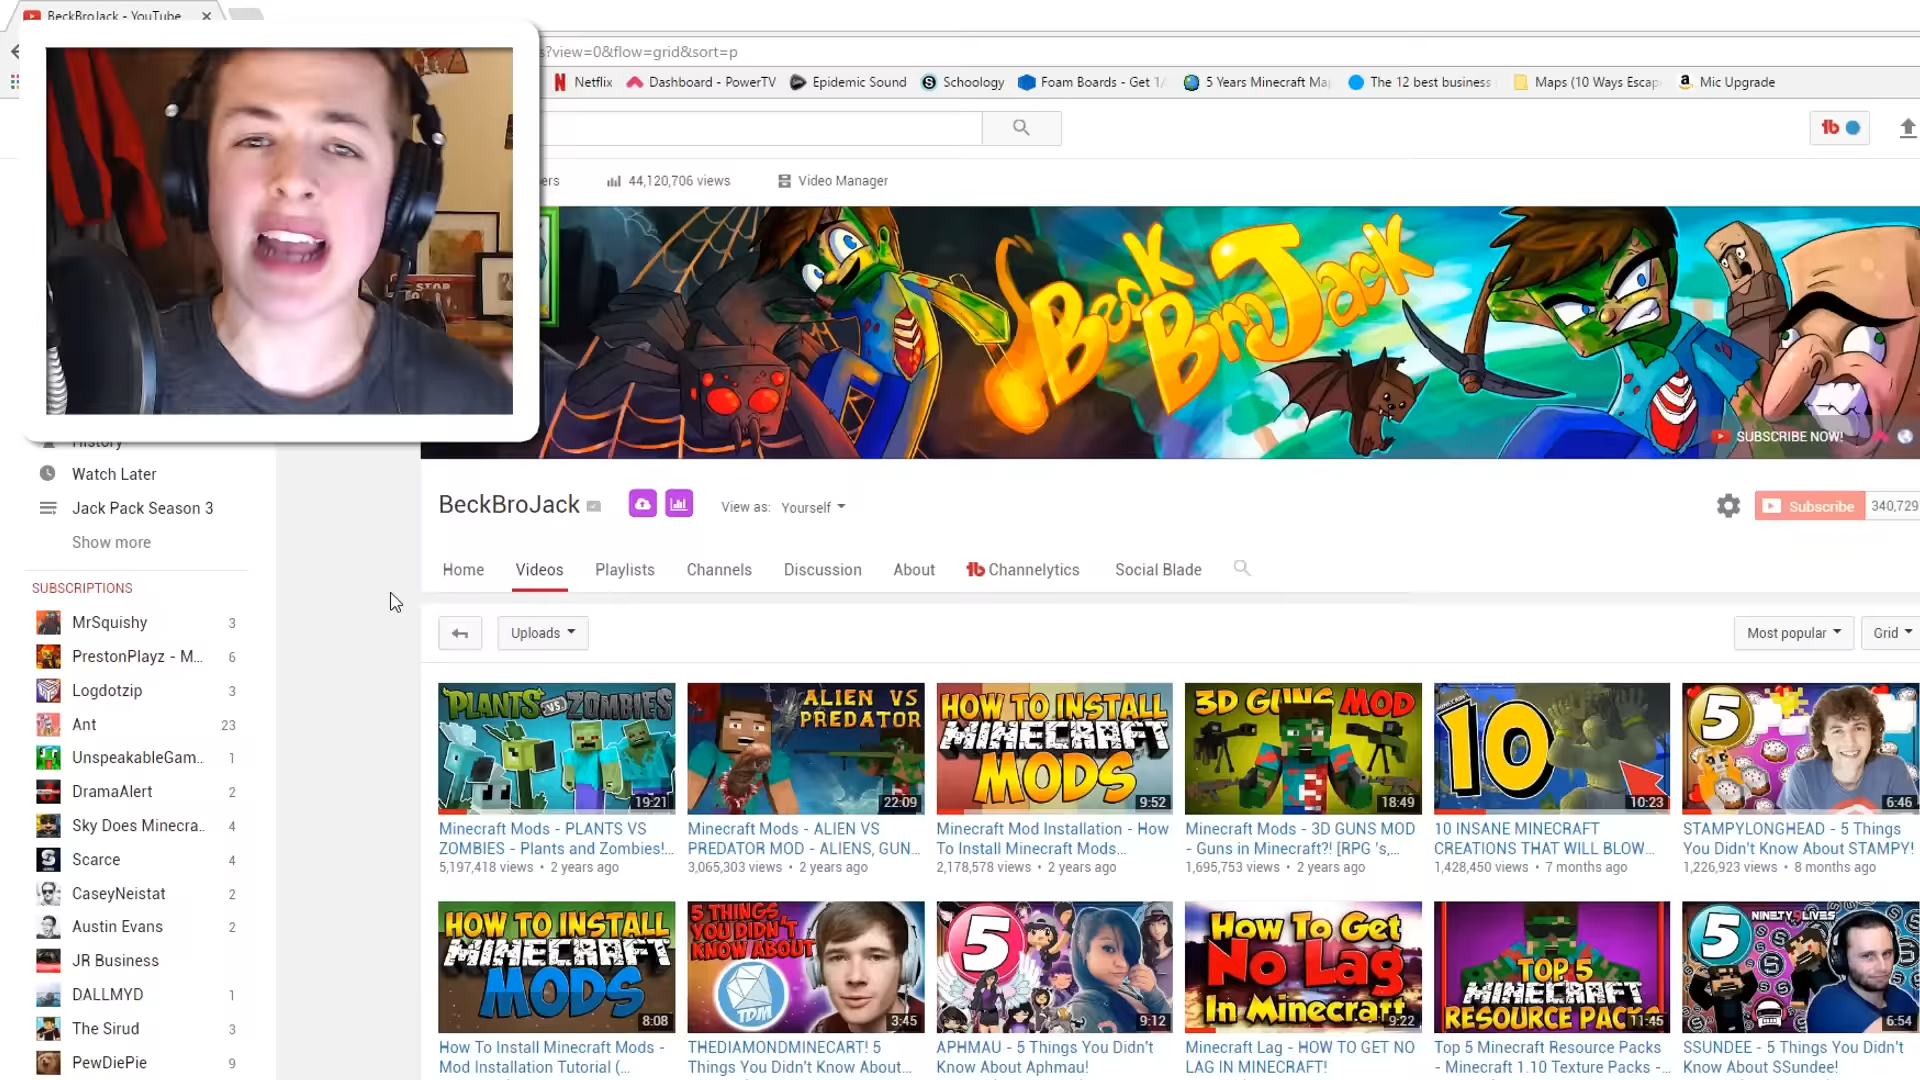 BeckBroJack - YouTube
s?view=0&flow=grid&sort=p
Netflix
Dashboard - PowerTV
Epidemic Sound
Schoology
Foam Boards - Get 1/
5 Years Minecraft Ma
The 12 best business
Maps (10 Ways Escap
Mic Upgrade
ers
44,120,706 views
Video Manager
BeckBroJack
SUBSCRIBE NOW!
STOP
History
Watch Later
Jack Pack Season 3
Show more
SUBSCRIPTIONS
MrSquishy 3
PrestonPlayz - M... 6
Logdotzip 3
Ant 23
UnspeakableGam.. 1
DramaAlert 2
Sky Does Minecra.. 4
Scarce 4
CaseyNeistat 2
Austin Evans 2
JR Business
DALLMYD 1
The Sirud 3
PewDiePie 9
BeckBroJack
View as: Yourself
Subscribe 340,729
Home Videos Playlists Channels Discussion About Channelytics Social Blade
Uploads
Most popular
Grid
PLANTS VS. ZOMBIES
19:21
Minecraft Mods - PLANTS VS
ZOMBIES - Plants and Zombies!...
5,197,418 views • 2 years ago
ALIEN VS
PREDATOR
22:09
Minecraft Mods - ALIEN VS
PREDATOR MOD - ALIENS, GUN...
3,065,303 views • 2 years ago
HOW TO INSTALL
MINECRAFT
MODS
9:52
Minecraft Mod Installation - How
To Install Minecraft Mods...
2,178,578 views • 2 years ago
3D GUNS MOD
18:49
Minecraft Mods - 3D GUNS MOD
- Guns in Minecraft?! [RPG 's,...
1,695,753 views • 2 years ago
MINECRAFT
10
10:23
10 INSANE MINECRAFT
CREATIONS THAT WILL BLOW...
1,428,450 views • 7 months ago
5
6:46
STAMPYLONGHEAD - 5 Things
You Didn't Know About STAMPY!
1,226,923 views • 8 months ago
HOW TO INSTALL
MINECRAFT
MODS
8:08
How To Install Minecraft Mods -
Mod Installation Tutorial (...
5 THINGS
YOU DIDN'T
KNOW ABOUT
TDM
3:45
THEDIAMONDMINECART! 5
Things You Didn't Know About...
5
9:12
APHMAU - 5 Things You Didn't
Know About Aphmau!
How To Get
No Lag
In Minecraft
9:22
Minecraft Lag - HOW TO GET NO
LAG IN MINECRAFT!
TOP 5
MINECRAFT
RESOURCE PACKS
11:45
Top 5 Minecraft Resource Packs
- Minecraft 1.10 Texture Packs -...
5
NINETY9LIVES
6:54
SSUNDEE - 5 Things You Didn't
Know About SSundee!